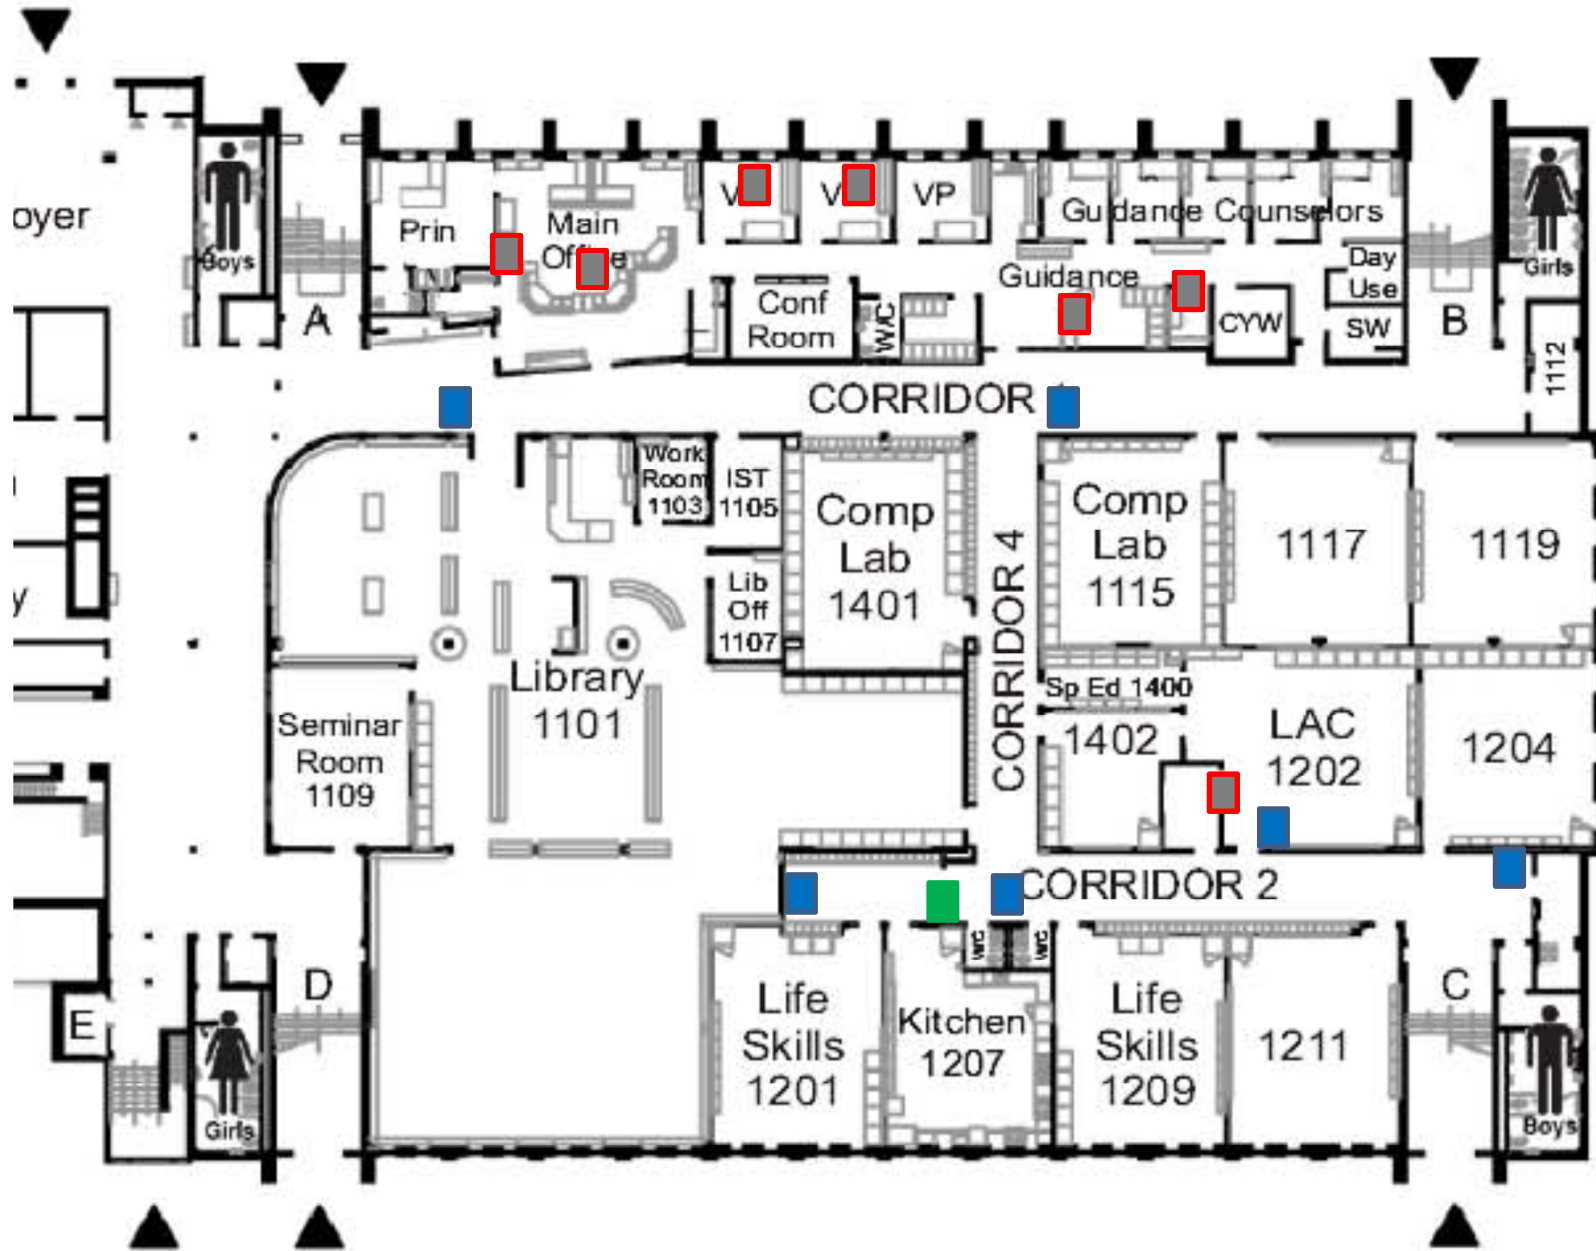 oyer
Boys
A
Prin
Main
Office
V
V
VP
Guidance Counselors
Guidance
Day
Use
SW
CYW
Conf
Room
W/C
B
Girls
1112
CORRIDOR
Work
Room
1103
IST
1105
Comp
Lab
1401
CORRIDOR 4
Comp
Lab
1115
1117
1119
y
Lib
Off
1107
Library
1101
Seminar
Room
1109
Sp Ed 1400
1402
LAC
1202
1204
CORRIDOR 2
WC
WC
D
E
Girls
Life
Skills
1201
Kitchen
1207
Life
Skills
1209
1211
C
Boys